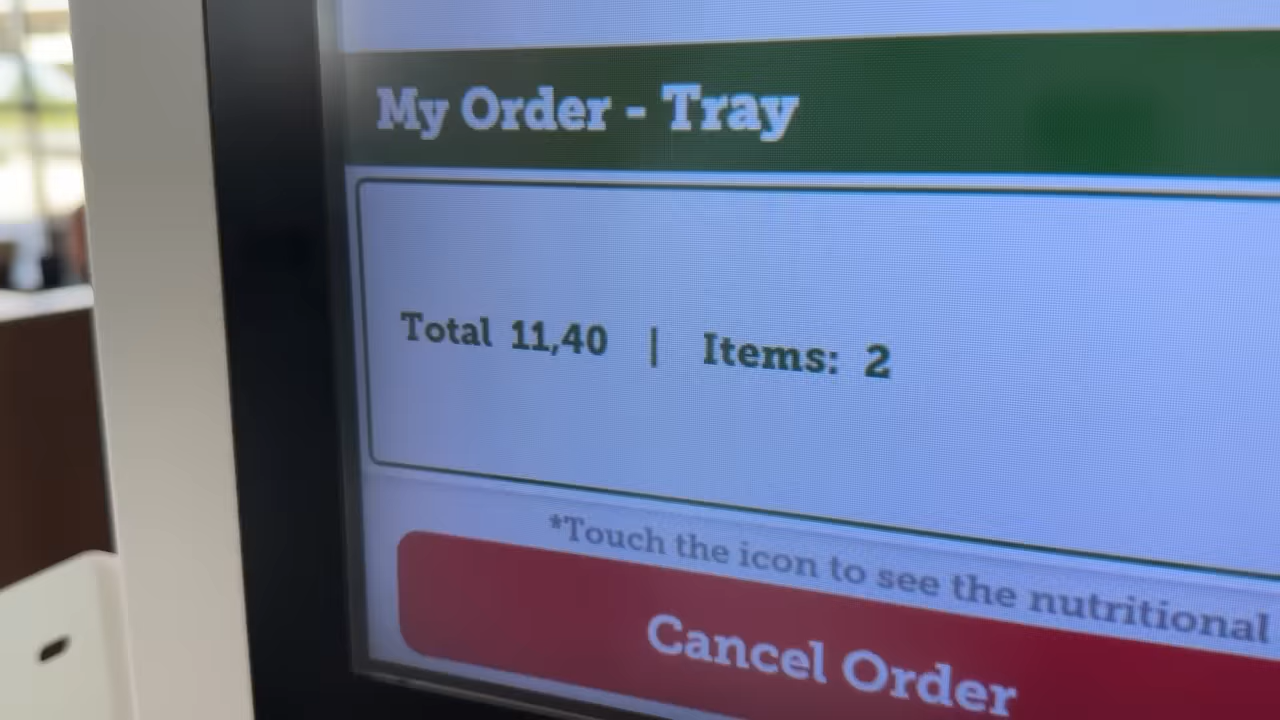 My Order - Tray
Total 11,40 | Items: 2
*Touch the icon to see the nutritional
Cancel Order